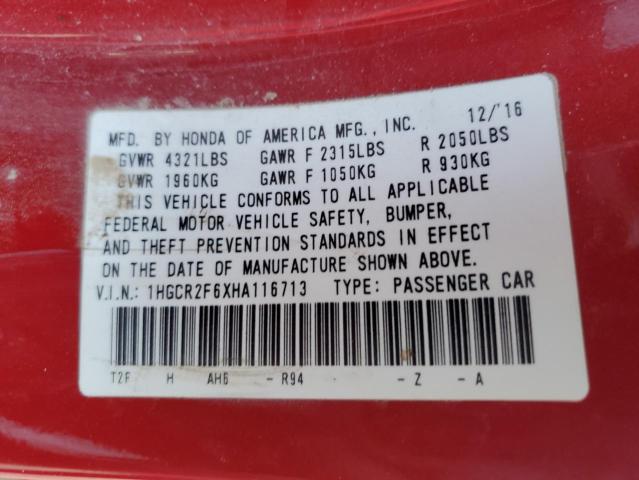 MFD. BY HONDA OF AMERICA MFG., INC. 12/'16
GVWR 4321LBS GAWR F 2315LBS R 2050LBS
GVWR 1960KG GAWR F 1050KG R 930KG
THIS VEHICLE CONFORMS TO ALL APPLICABLE
FEDERAL MOTOR VEHICLE SAFETY, BUMPER,
AND THEFT PREVENTION STANDARDS IN EFFECT
ON THE DATE OF MANUFACTURE SHOWN ABOVE.
V.I.N.: 1HGCR2F6XHA116713 TYPE: PASSENGER CAR
T2F H AH6 - R94 - Z - A